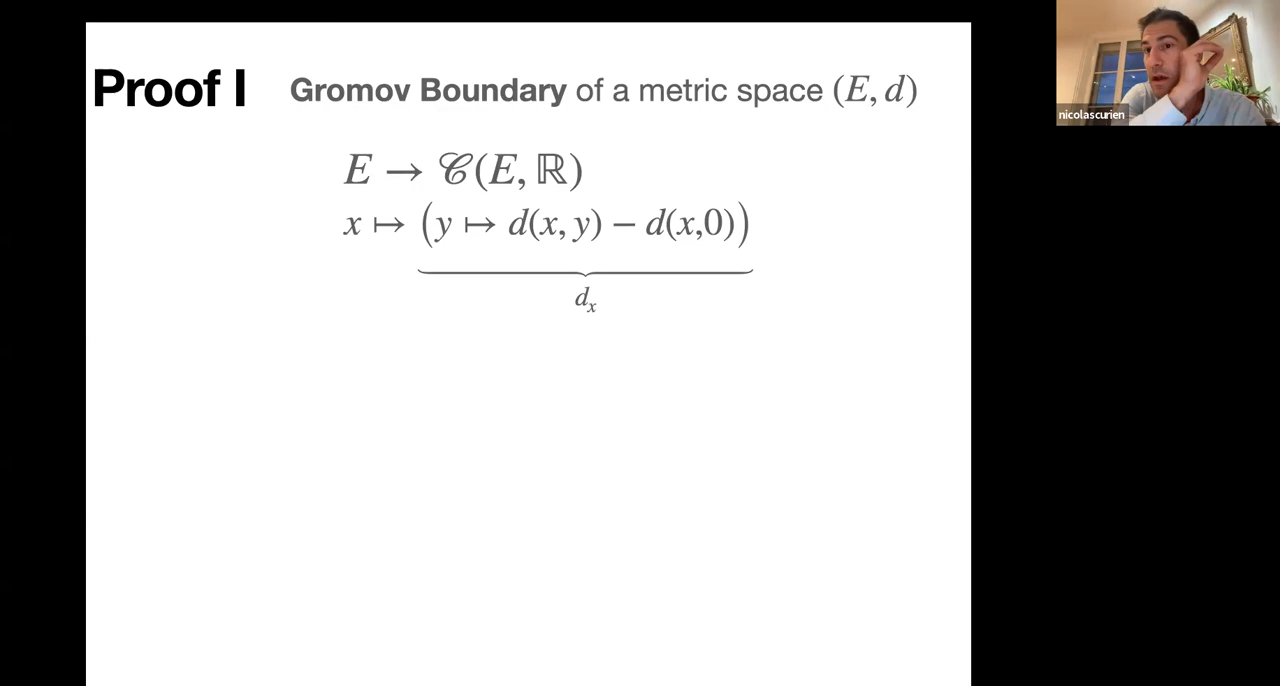 Proof I Gromov Boundary of a metric space (E, d)
E → 𝒞(E, ℝ)
x ↦ (y ↦ d(x, y) − d(x,0))
dₓ
nicolascurien